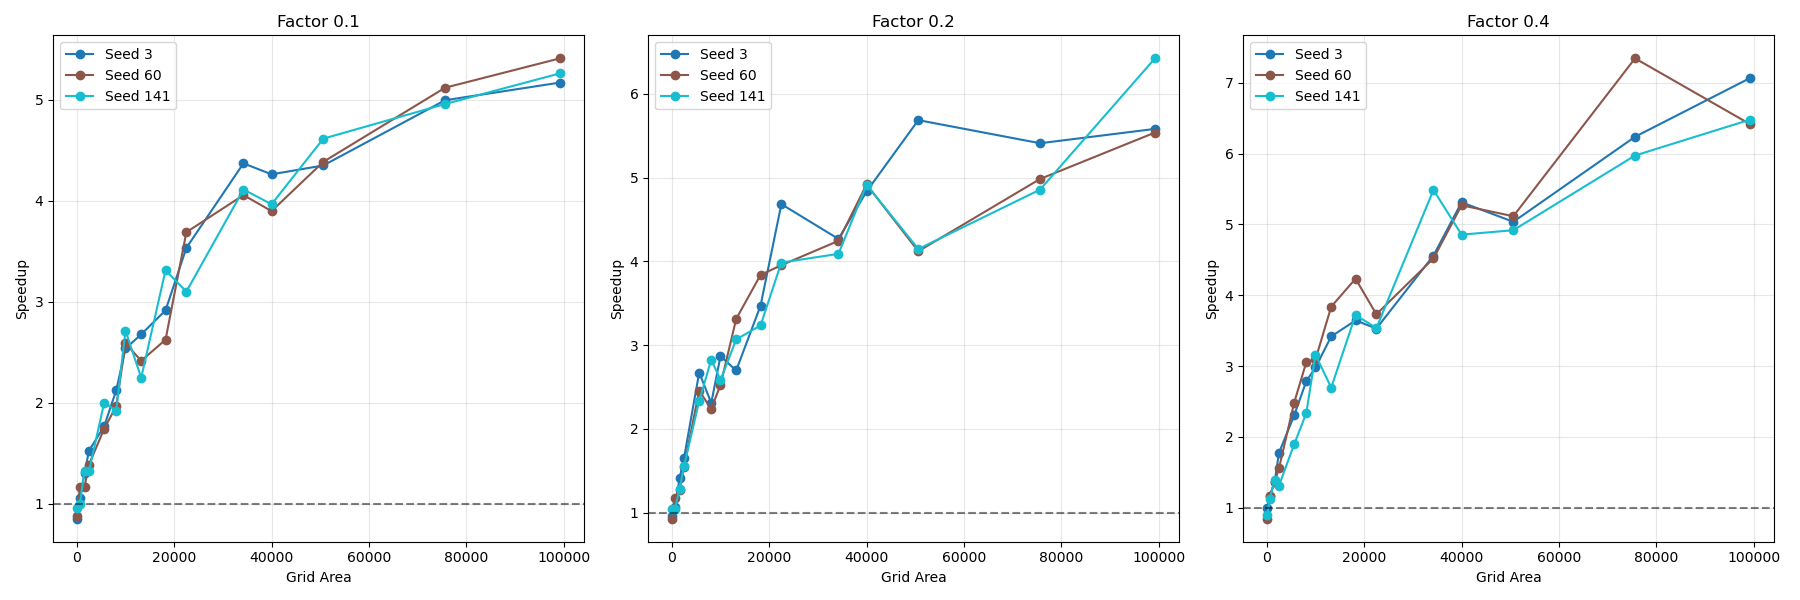 Factor 0.1
Seed 3
Seed 60
Seed 141
5
4
3
2
1
Speedup
0
20000
40000
60000
80000
100000
Grid Area
Factor 0.2
Seed 3
Seed 60
Seed 141
6
5
4
3
2
1
Speedup
0
20000
40000
60000
80000
100000
Grid Area
Factor 0.4
Seed 3
Seed 60
Seed 141
7
6
5
4
3
2
1
Speedup
0
20000
40000
60000
80000
100000
Grid Area